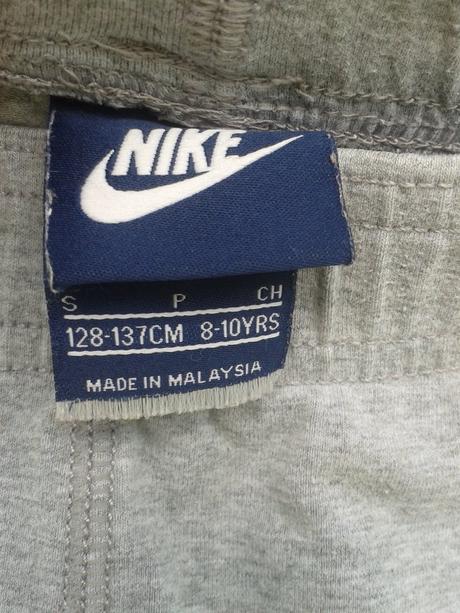 NIKE
S P CH
128-137CM 8-10YRS
MADE IN MALAYSIA